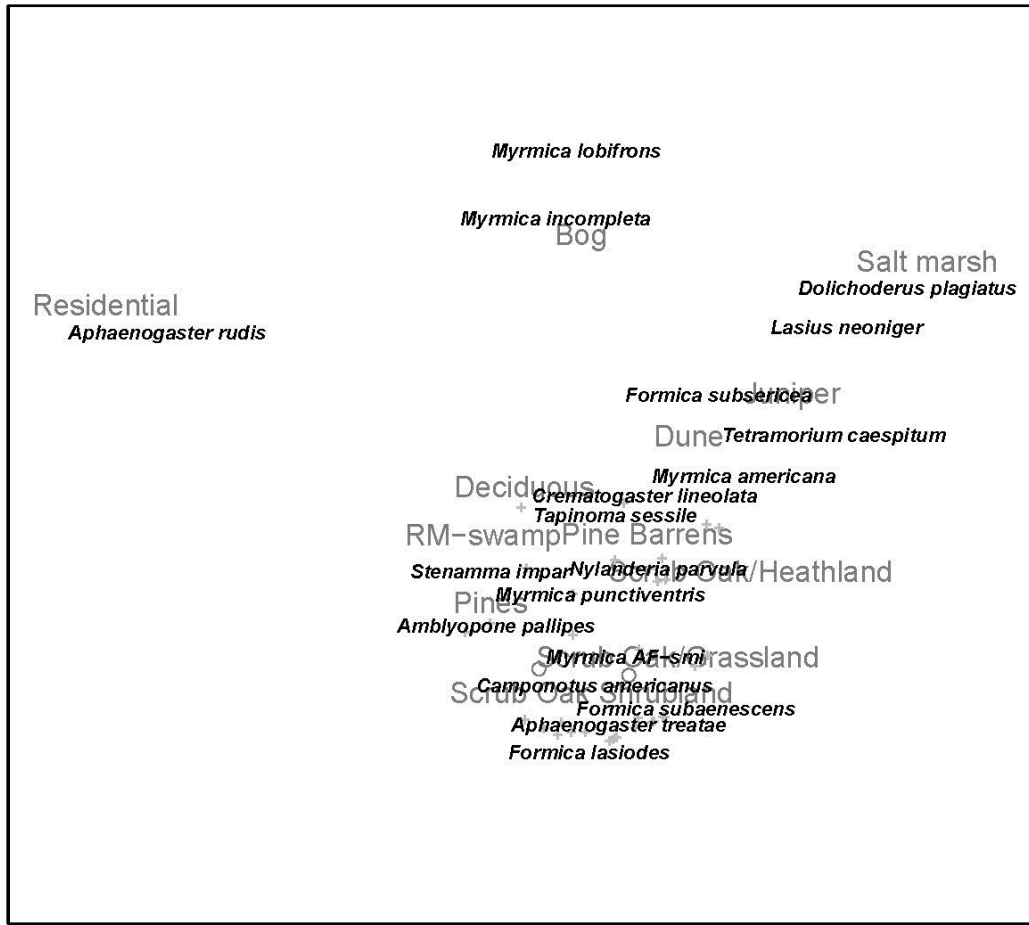 Myrmica lobifrons
Myrmica incompleta
Bog
Salt marsh
Dolichoderus plagiatus
Residential
Aphaenogaster rudis
Lasius neoniger
Formica subsericea
Juniper
Dune
Tetramorium caespitum
Myrmica americana
Deciduous
Crematogaster lineolata
Tapinoma sessile
RM-swamp
Pine Barrens
Stenamma impar
Nylanderia parvula
Scrub Oak/Heathland
Pines
Myrmica punctiventris
Amblyopone pallipes
Myrmica AF-smi
Scrub Oak/Grassland
Camponotus americanus
Scrub Oak Shrubland
Formica subaenescens
Aphaenogaster treatae
Formica lasiodes